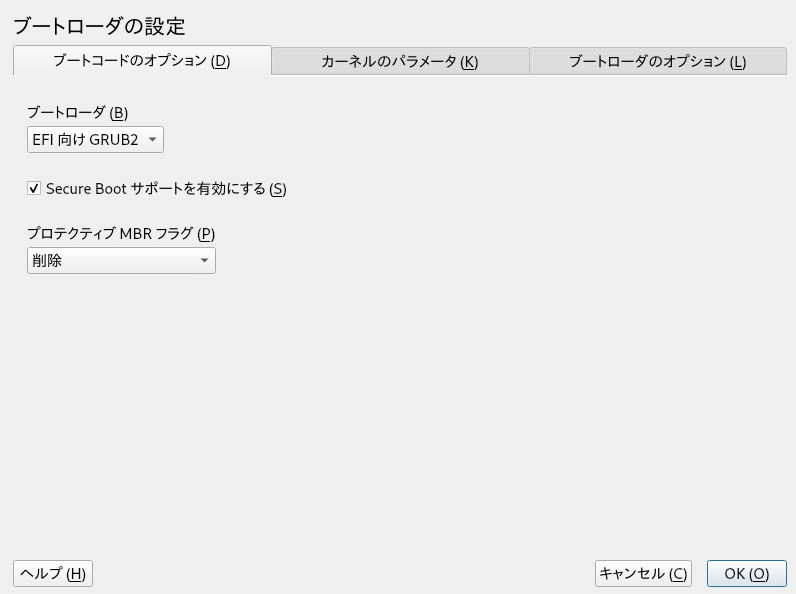 ブートローダの設定
ブートコードのオプション (D)
カーネルのパラメータ (K)
ブートローダのオプション (L)
ブートローダ (B)
EFI 向け GRUB2
Secure Boot サポートを有効にする (S)
プロテクティブ MBR フラグ (P)
削除
ヘルプ (H)
キャンセル (C)
OK (O)